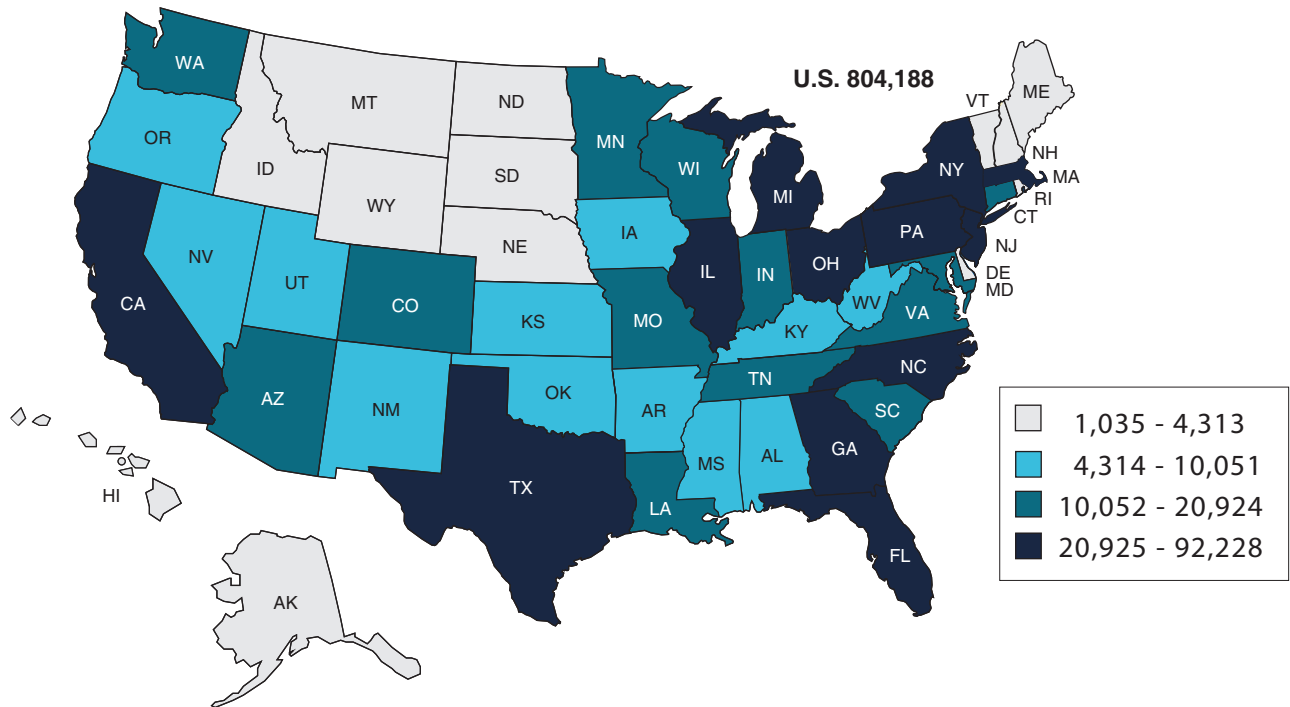 U.S. 804,188
WA
MT
ND
MN
VT
ME
OR
ID
SD
WI
MI
NY
NH
MA
RI
CT
WY
NE
IA
PA
NJ
NV
UT
CO
KS
MO
IL
IN
OH
WV
VA
DE
MD
CA
AZ
NM
OK
AR
KY
TN
NC
SC
MS
AL
GA
TX
LA
FL
HI
AK
1,035 - 4,313
4,314 - 10,051
10,052 - 20,924
20,925 - 92,228